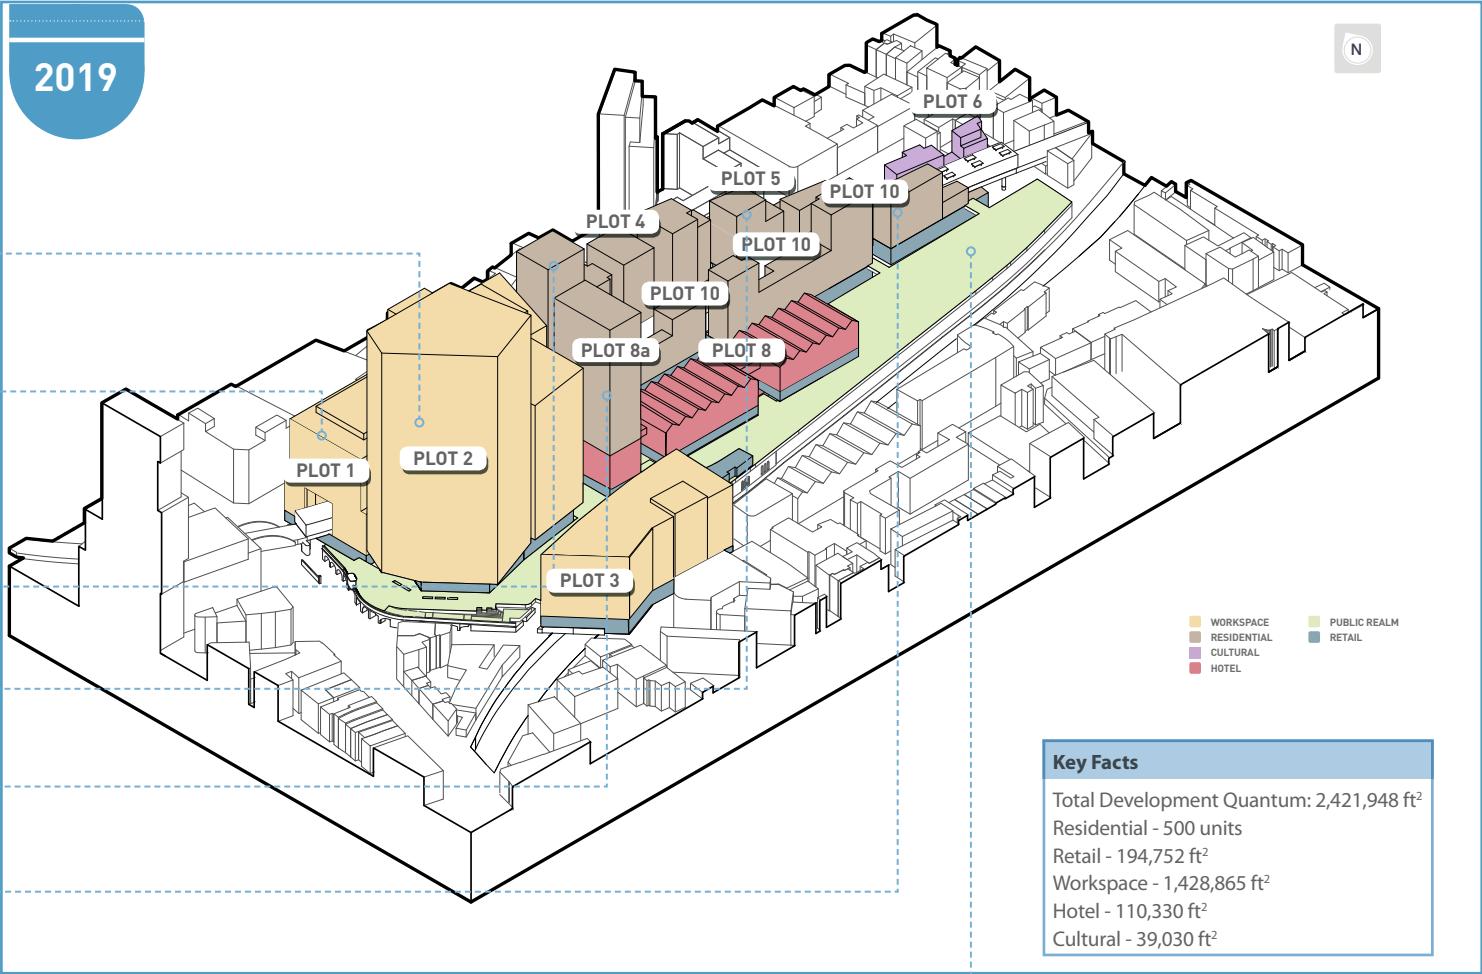 2019
N
PLOT 6
PLOT 5
PLOT 10
PLOT 4
PLOT 10
PLOT 10
PLOT 8a
PLOT 8
PLOT 1
PLOT 2
PLOT 3
WORKSPACE
RESIDENTIAL
CULTURAL
HOTEL
PUBLIC REALM
RETAIL
Key Facts
Total Development Quantum: 2,421,948 ft²
Residential - 500 units
Retail - 194,752 ft²
Workspace - 1,428,865 ft²
Hotel - 110,330 ft²
Cultural - 39,030 ft²